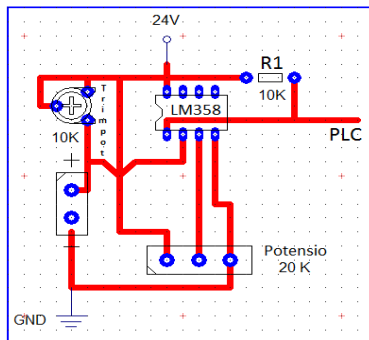 24V
R1
10K
Trimpot
LM358
10K
PLC
+
Potensio
20 K
GND